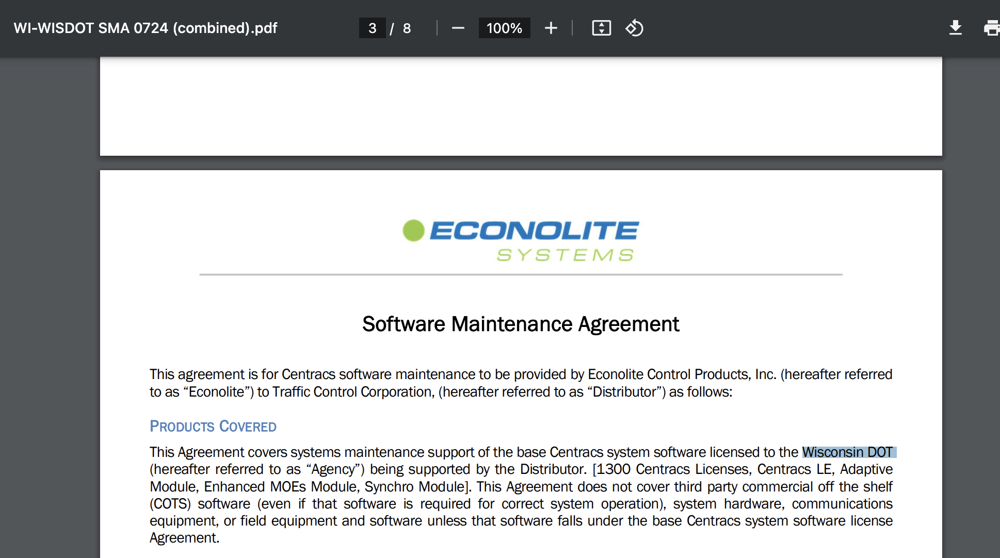 WI-WISDOT SMA 0724 (combined).pdf 3 / 8 100%
ECONOLITE
SYSTEMS
Software Maintenance Agreement
This agreement is for Centracs software maintenance to be provided by Econolite Control Products, Inc. (hereafter referred
to as “Econolite”) to Traffic Control Corporation, (hereafter referred to as “Distributor”) as follows:
PRODUCTS COVERED
This Agreement covers systems maintenance support of the base Centracs system software licensed to the Wisconsin DOT
(hereafter referred to as “Agency”) being supported by the Distributor. [1300 Centracs Licenses, Centracs LE, Adaptive
Module, Enhanced MOEs Module, Synchro Module]. This Agreement does not cover third party commercial off the shelf
(COTS) software (even if that software is required for correct system operation), system hardware, communications
equipment, or field equipment and software unless that software falls under the base Centracs system software license
Agreement.